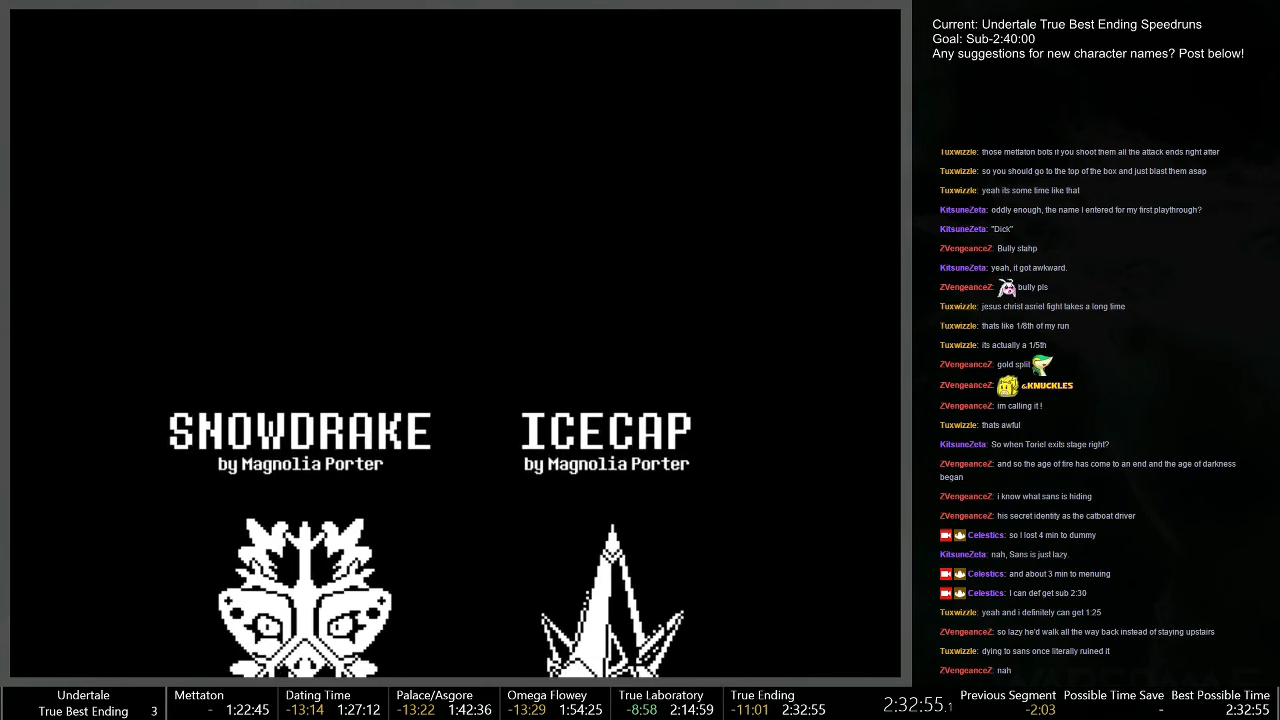 Current: Undertale True Best Ending Speedruns
Goal: Sub-2:40:00
Any suggestions for new character names? Post below!
Tuxwizzle: those mettaton bots if you shoot them all the attack ends right after
Tuxwizzle: so you should go to the top of the box and just blast them asap
Tuxwizzle: yeah its some time like that
KitsuneZeta: oddly enough, the name I entered for my first playthrough?
KitsuneZeta: "Dick"
ZVengeanceZ: Bully stahp
KitsuneZeta: yeah, it got awkward.
ZVengeanceZ: bully pls
Tuxwizzle: jesus christ asriel fight takes a long time
Tuxwizzle: thats like 1/8th of my run
Tuxwizzle: its actually a 1/5th
ZVengeanceZ: gold split
ZVengeanceZ: &KNUCKLES
ZVengeanceZ: im calling it !
Tuxwizzle: thats awful
KitsuneZeta: So when Toriel exits stage right?
ZVengeanceZ: and so the age of fire has come to an end and the age of darkness
began
ZVengeanceZ: i know what sans is hiding
ZVengeanceZ: his secret identity as the catboat driver
Celestics: so I lost 4 min to dummy
KitsuneZeta: nah, Sans is just lazy.
Celestics: and about 3 min to menuing
Celestics: I can def get sub 2:30
Tuxwizzle: yeah and i definitely can get 1:25
ZVengeanceZ: so lazy he'd walk all the way back instead of staying upstairs
Tuxwizzle: dying to sans once literally ruined it
ZVengeanceZ: nah
SNOWDRAKE ICECAP
by Magnolia Porter by Magnolia Porter
Undertale Mettaton Dating Time Palace/Asgore Omega Flowey True Laboratory True Ending 2:32:55.1 Previous Segment Possible Time Save Best Possible Time
True Best Ending 3 - 1:22:45 -13:14 1:27:12 -13:22 1:42:36 -13:29 1:54:25 -8:58 2:14:59 -11:01 2:32:55 -2:03 - 2:32:55